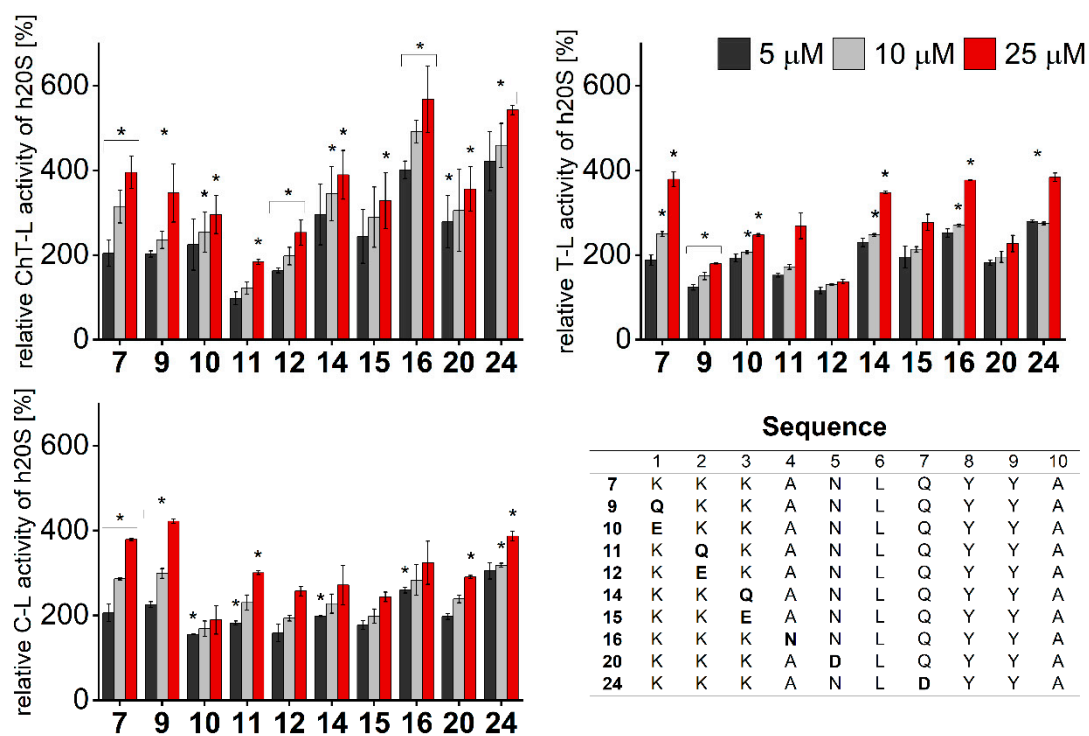 relative ChT-L activity of h20S [%]
600
400
200
0
* * * * * * * * * * * * * *
7 9 10 11 12 14 15 16 20 24
relative T-L activity of h20S [%]
5 μM 10 μM 25 μM
600
400
200
0
* * * * * * * * * *
7 9 10 11 12 14 15 16 20 24
relative C-L activity of h20S [%]
600
400
200
0
* * * * * * * * * *
7 9 10 11 12 14 15 16 20 24
Sequence
1 2 3 4 5 6 7 8 9 10
7 K K K A N L Q Y Y A
9 Q K K A N L Q Y Y A
10 E K K A N L Q Y Y A
11 K Q K A N L Q Y Y A
12 K E K A N L Q Y Y A
14 K K Q A N L Q Y Y A
15 K K E A N L Q Y Y A
16 K K K N N L Q Y Y A
20 K K K A D L Q Y Y A
24 K K K A N L D Y Y A